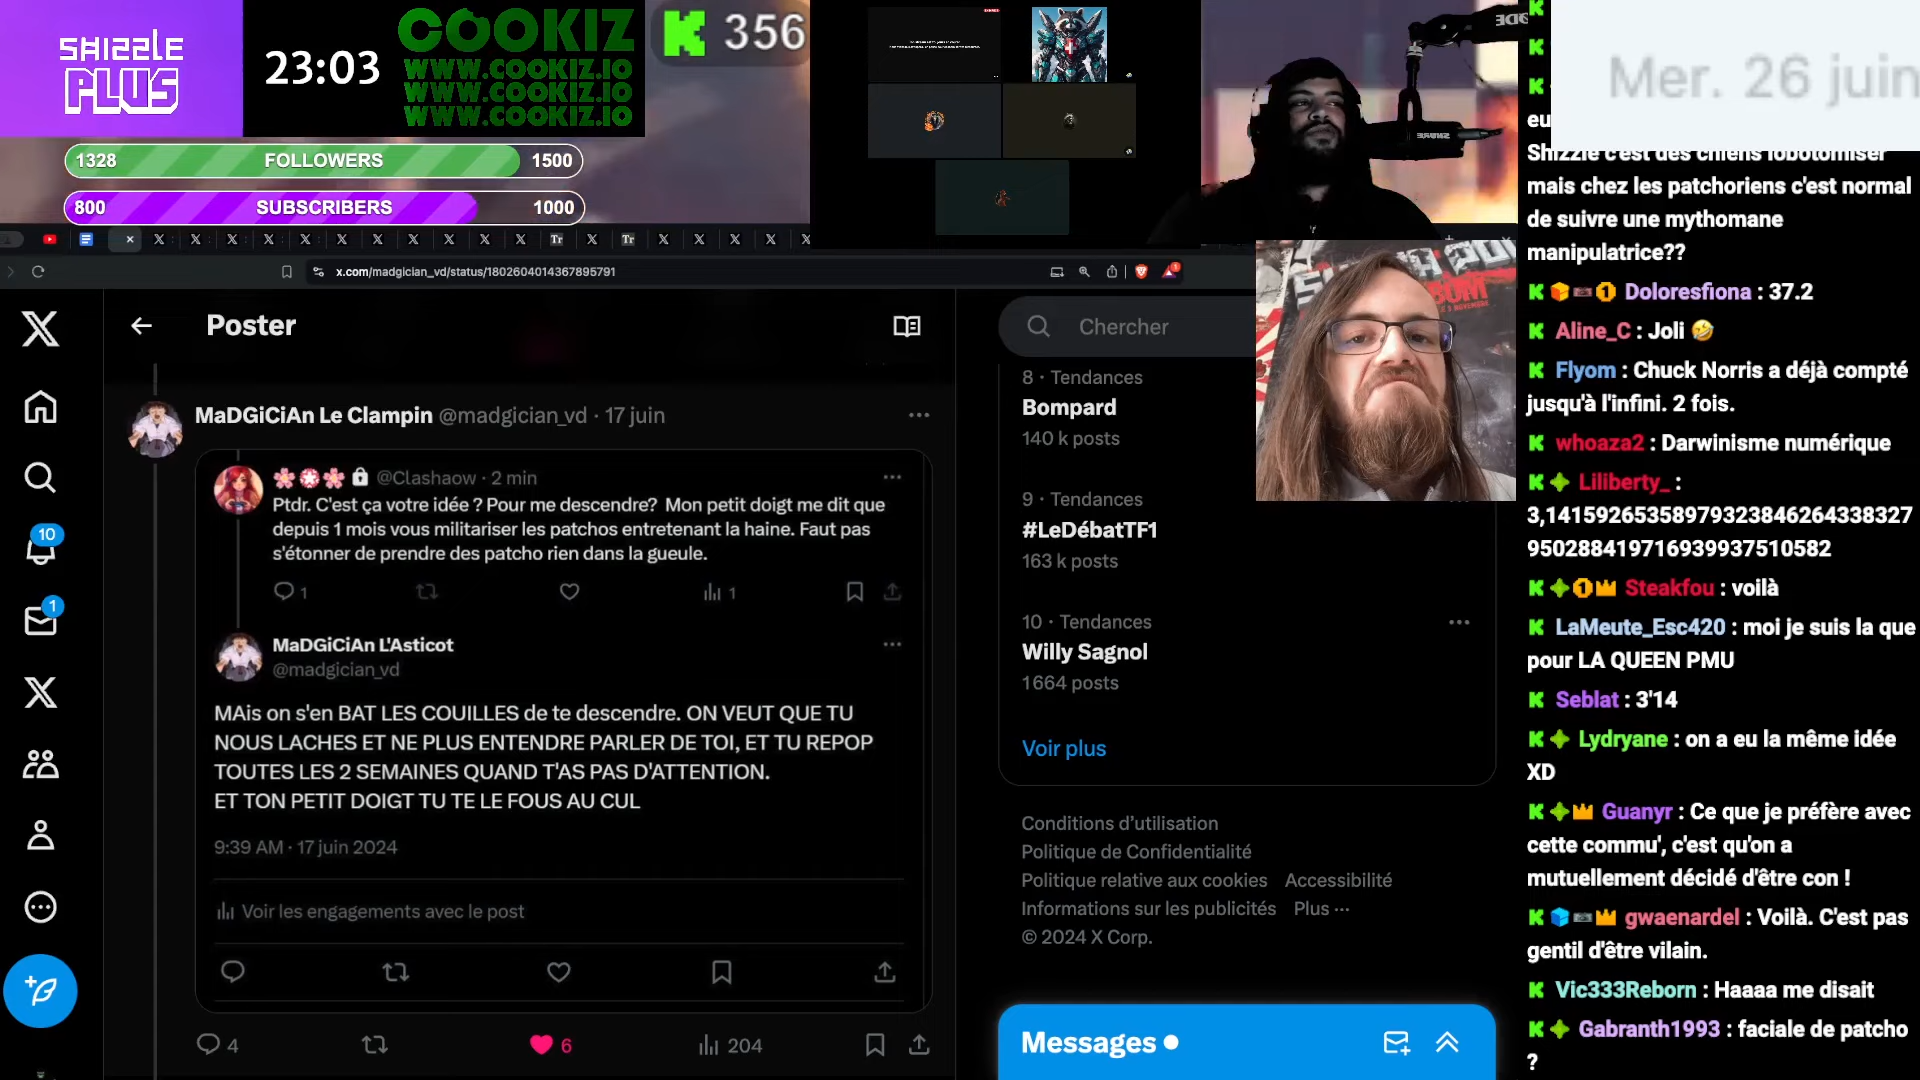 SHIZZLE
PLUS
23:03
COOKIZ
WWW.COOKIZ.IO
WWW.COOKIZ.IO
WWW.COOKIZ.IO
356
1328 FOLLOWERS 1500
800 SUBSCRIBERS 1000
Mer. 26 juin
x.com/madgician_vd/status/1802604014367895791
Poster
MaDGiCiAn Le Clampin @madgician_vd · 17 juin
@Clashaow · 2 min
Ptdr. C'est ça votre idée ? Pour me descendre? Mon petit doigt me dit que
depuis 1 mois vous militariser les patchos entretenant la haine. Faut pas
s'étonner de prendre des patcho rien dans la gueule.
1
1
MaDGiCiAn L'Asticot
@madgician_vd
MAis on s'en BAT LES COUILLES de te descendre. ON VEUT QUE TU
NOUS LACHES ET NE PLUS ENTENDRE PARLER DE TOI, ET TU REPOP
TOUTES LES 2 SEMAINES QUAND T'AS PAS D'ATTENTION.
ET TON PETIT DOIGT TU TE LE FOUS AU CUL
9:39 AM · 17 juin 2024
Voir les engagements avec le post
4
6
204
10
1
Chercher
8 · Tendances
Bompard
140 k posts
9 · Tendances
#LeDébatTF1
163 k posts
10 · Tendances
Willy Sagnol
1 664 posts
Voir plus
Conditions d'utilisation
Politique de Confidentialité
Politique relative aux cookies Accessibilité
Informations sur les publicités Plus ···
© 2024 X Corp.
Messages
eu
Shizzle c'est des chiens lobotomiser
mais chez les patchoriens c'est normal
de suivre une mythomane
manipulatrice??
Doloresfiona : 37.2
Aline_C : Joli 🤣
Flyom : Chuck Norris a déjà compté
jusqu'à l'infini. 2 fois.
whoaza2 : Darwinisme numérique
Liliberty_ :
3,14159265358979323846264338327
950288419716939937510582
Steakfou : voilà
LaMeute_Esc420 : moi je suis la que
pour LA QUEEN PMU
Seblat : 3'14
Lydryane : on a eu la même idée
XD
Guanyr : Ce que je préfère avec
cette commu', c'est qu'on a
mutuellement décidé d'être con !
gwaenardel : Voilà. C'est pas
gentil d'être vilain.
Vic333Reborn : Haaaa me disait
Gabranth1993 : faciale de patcho
?